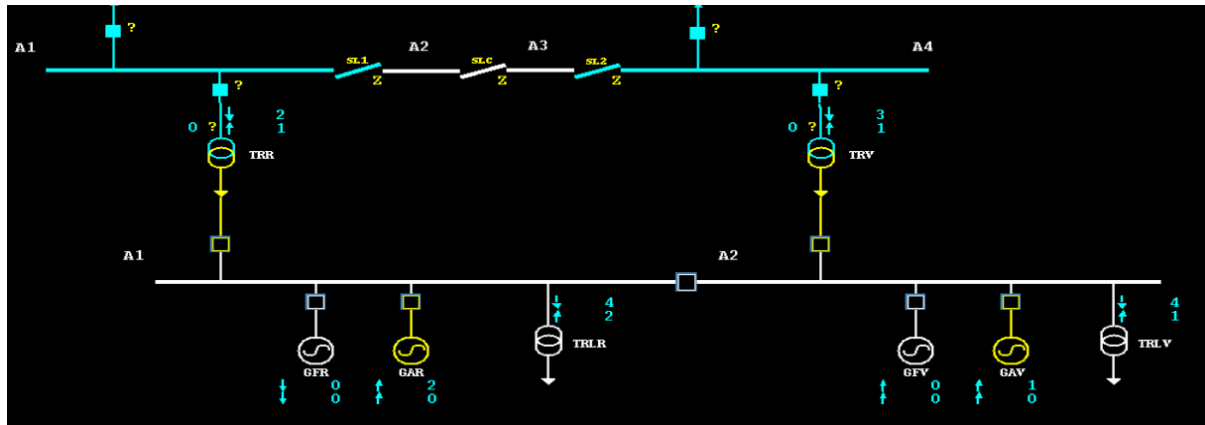 ? ?
A1 SL1 A2 SLC A3 SL2 A4
Z Z Z
? ?
2 3
0 ? 1 0 ? 1
TRR TRV
A1 A2
4 4
2 1
TRLR TRLV
GFR GAR GFV GAV
0 2 0 1
0 0 0 0